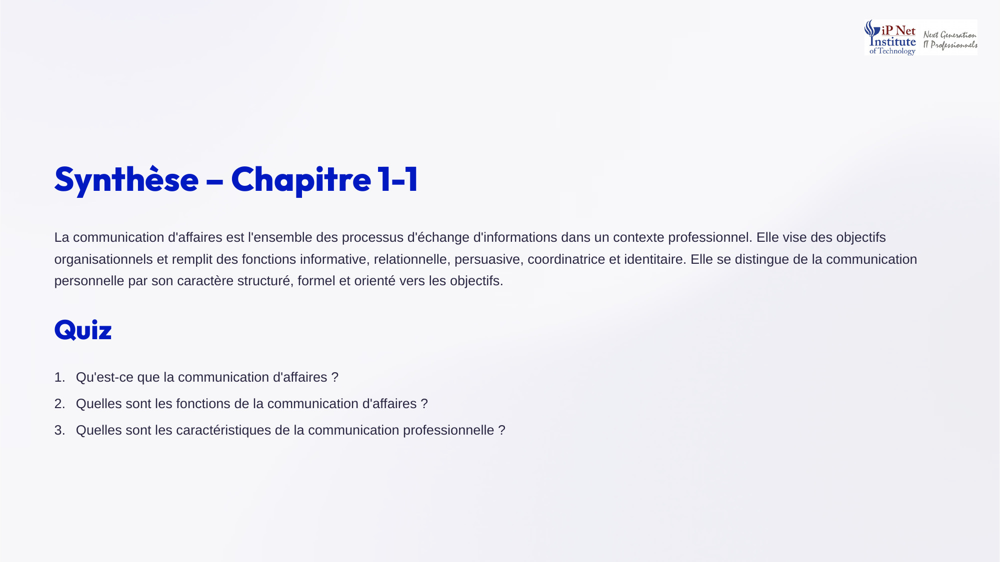 iP Net
Institute
of Technology
Next Generation
IT Professionnels
Synthèse – Chapitre 1-1
La communication d'affaires est l'ensemble des processus d'échange d'informations dans un contexte professionnel. Elle vise des objectifs
organisationnels et remplit des fonctions informative, relationnelle, persuasive, coordinatrice et identitaire. Elle se distingue de la communication
personnelle par son caractère structuré, formel et orienté vers les objectifs.
Quiz
1. Qu'est-ce que la communication d'affaires ?
2. Quelles sont les fonctions de la communication d'affaires ?
3. Quelles sont les caractéristiques de la communication professionnelle ?